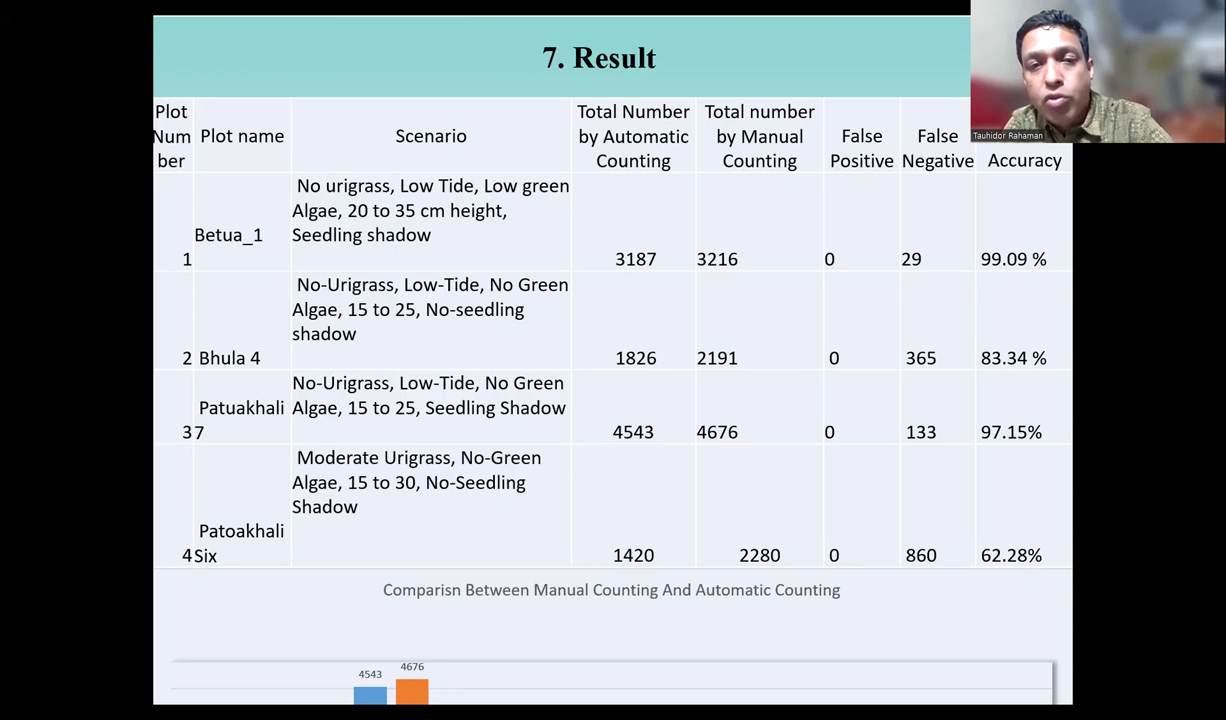 7. Result
Tauhidor Rahaman
Plot
Num
ber
Plot name
Scenario
Total Number
by Automatic
Counting
Total number
by Manual
Counting
False
Positive
False
Negative
Accuracy
1
Betua_1
No urigrass, Low Tide, Low green
Algae, 20 to 35 cm height,
Seedling shadow
3187
3216
0
29
99.09 %
2
Bhula 4
No-Urigrass, Low-Tide, No Green
Algae, 15 to 25, No-seedling
shadow
1826
2191
0
365
83.34 %
3
Patuakhali
7
No-Urigrass, Low-Tide, No Green
Algae, 15 to 25, Seedling Shadow
4543
4676
0
133
97.15%
4
Patoakhali
Six
Moderate Urigrass, No-Green
Algae, 15 to 30, No-Seedling
Shadow
1420
2280
0
860
62.28%
Comparisn Between Manual Counting And Automatic Counting
4543
4676